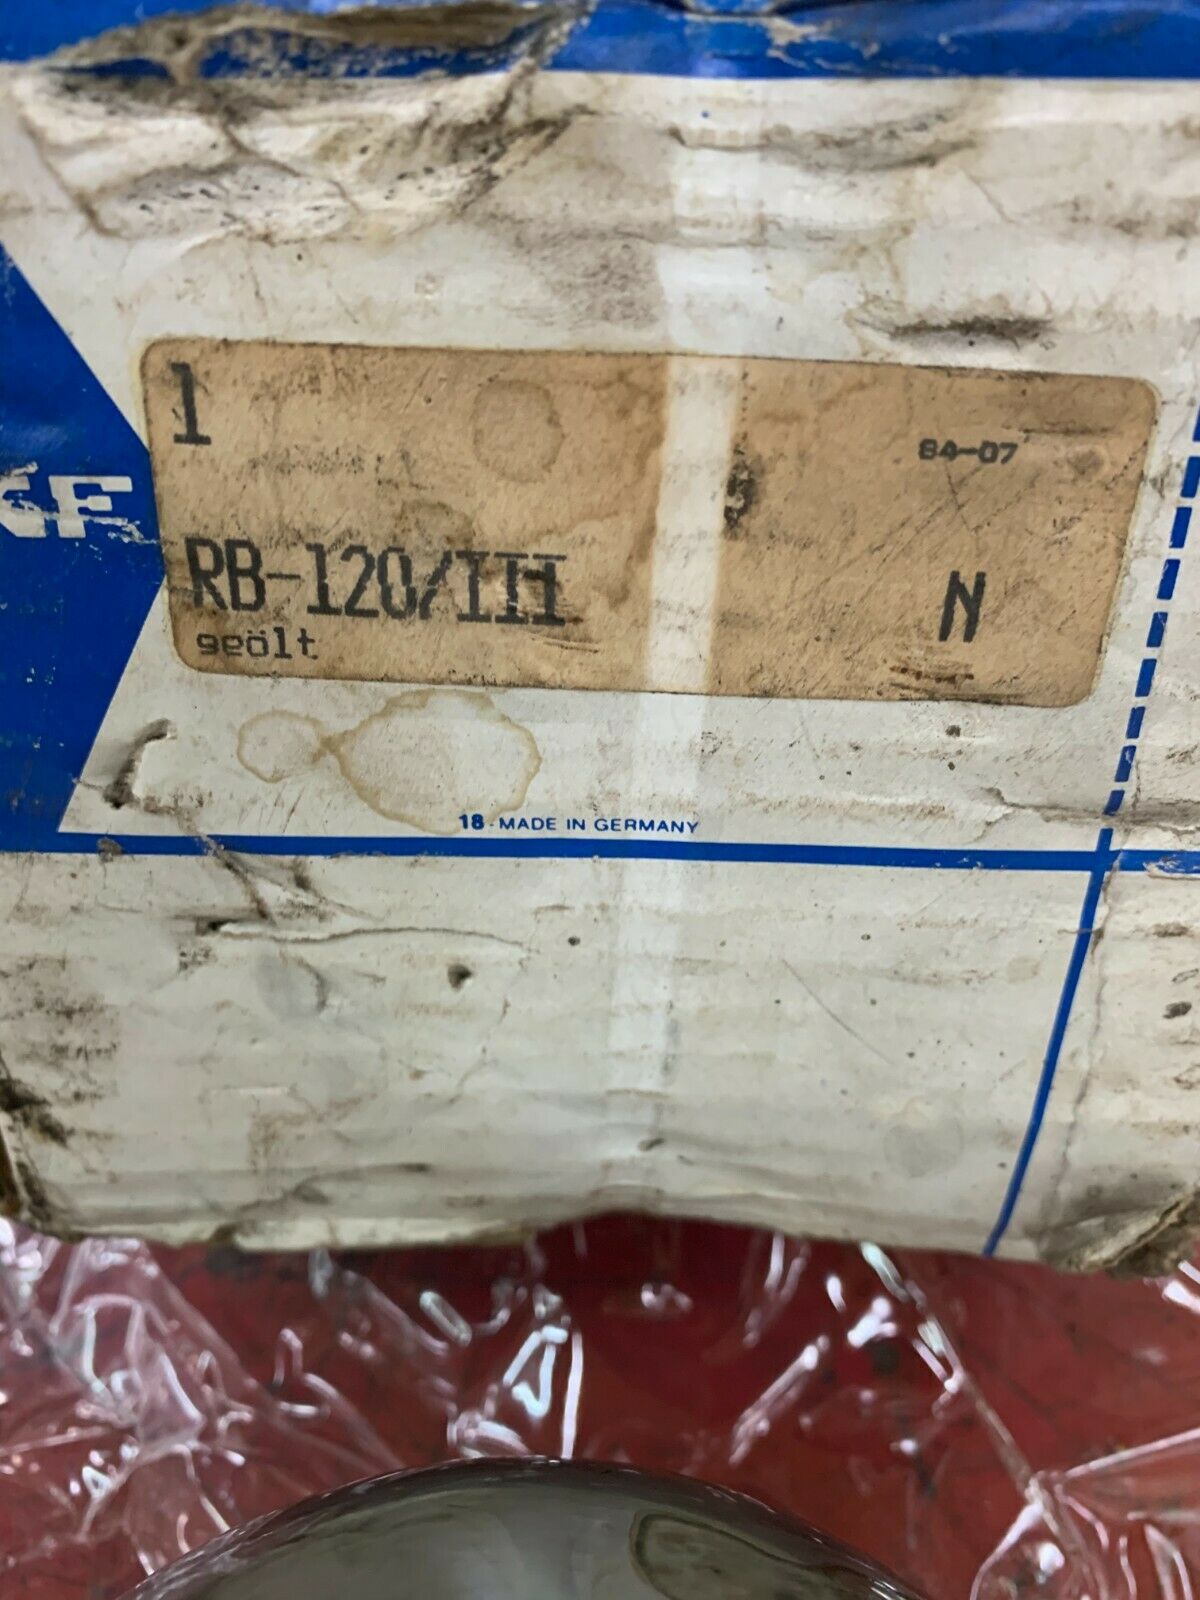 1
84-07
KF
RB-120/III N
geölt
18-MADE IN GERMANY